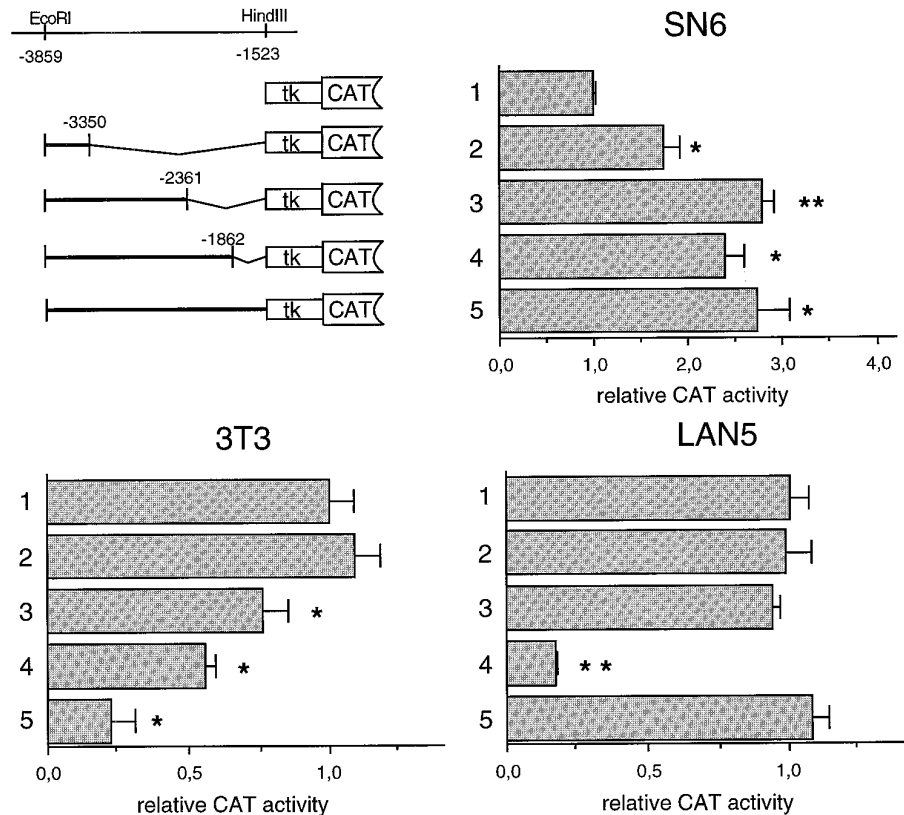 EcoRI HindIII
-3859 -1523
tk CAT
-3350
tk CAT
-2361
tk CAT
-1862
tk CAT
tk CAT
SN6
1
2 *
3 **
4 *
5 *
0,0 1,0 2,0 3,0 4,0
relative CAT activity
3T3
1
2
3 *
4 *
5 *
0,0 0,5 1,0
relative CAT activity
LAN5
1
2
3
4 * *
5
0,0 0,5 1,0
relative CAT activity